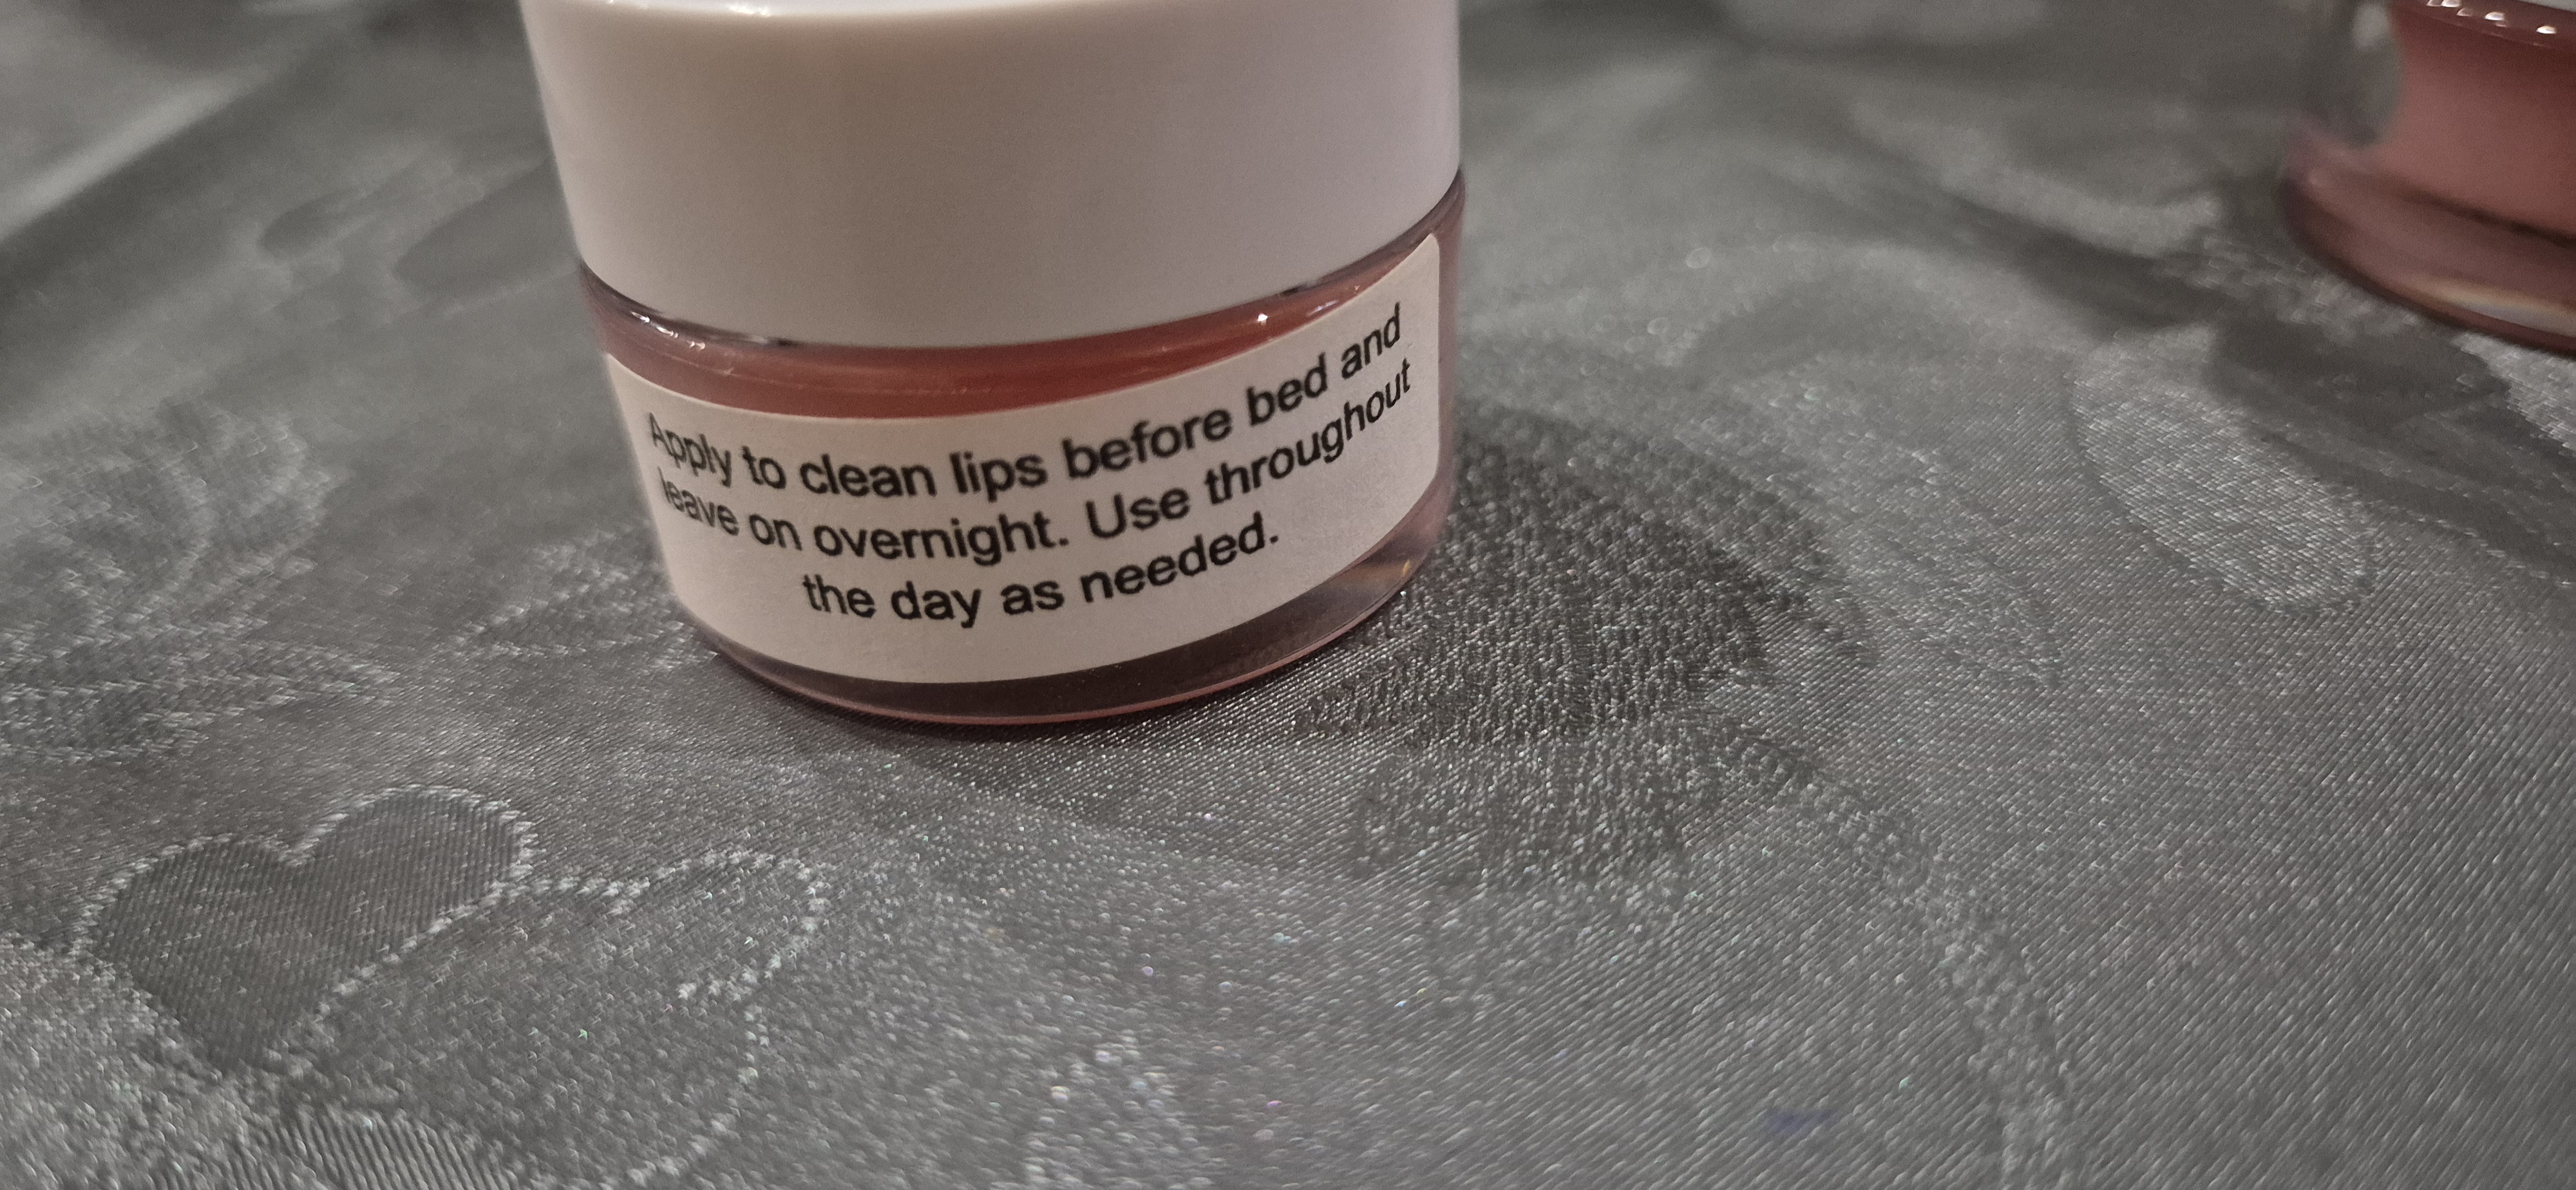 Apply to clean lips before bed and
leave on overnight. Use throughout
the day as needed.